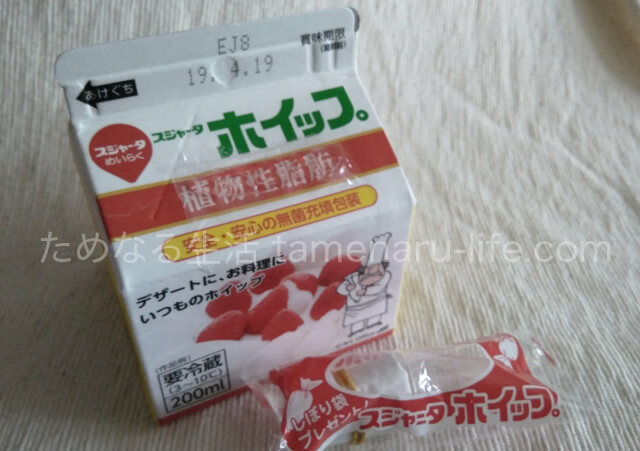 EJ8
賞味期限
19. 4.19
あけぐち
スジャータ
めいらく
スジャータ ホイップ。
植物性脂肪
安全・安心の無菌充填包装
ためなる生活 tamenaru-life.com
デザートに、お料理に
いつものホイップ
(作品例)
要冷蔵
(3～10℃)
200ml
しぼり袋
プレゼント!
スジャータ ホイップ。